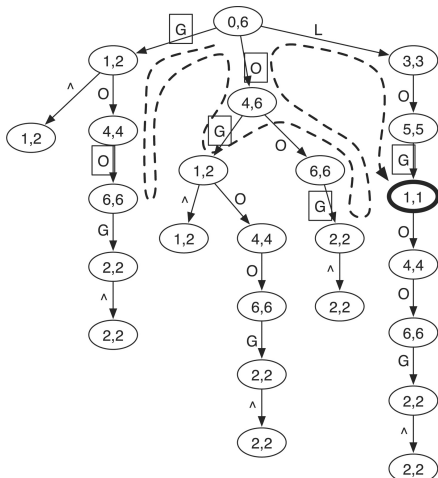 G 0,6 L
1,2 O 3,3
^ O 4,6 O
1,2 4,4 G O 5,5
O 1,2 6,6 G
6,6 ^ O G 1,1
G 1,2 4,4 2,2 O
2,2 O ^ 4,4
^ 6,6 2,2 O
2,2 G 6,6
2,2 G
^ 2,2
2,2 ^
2,2